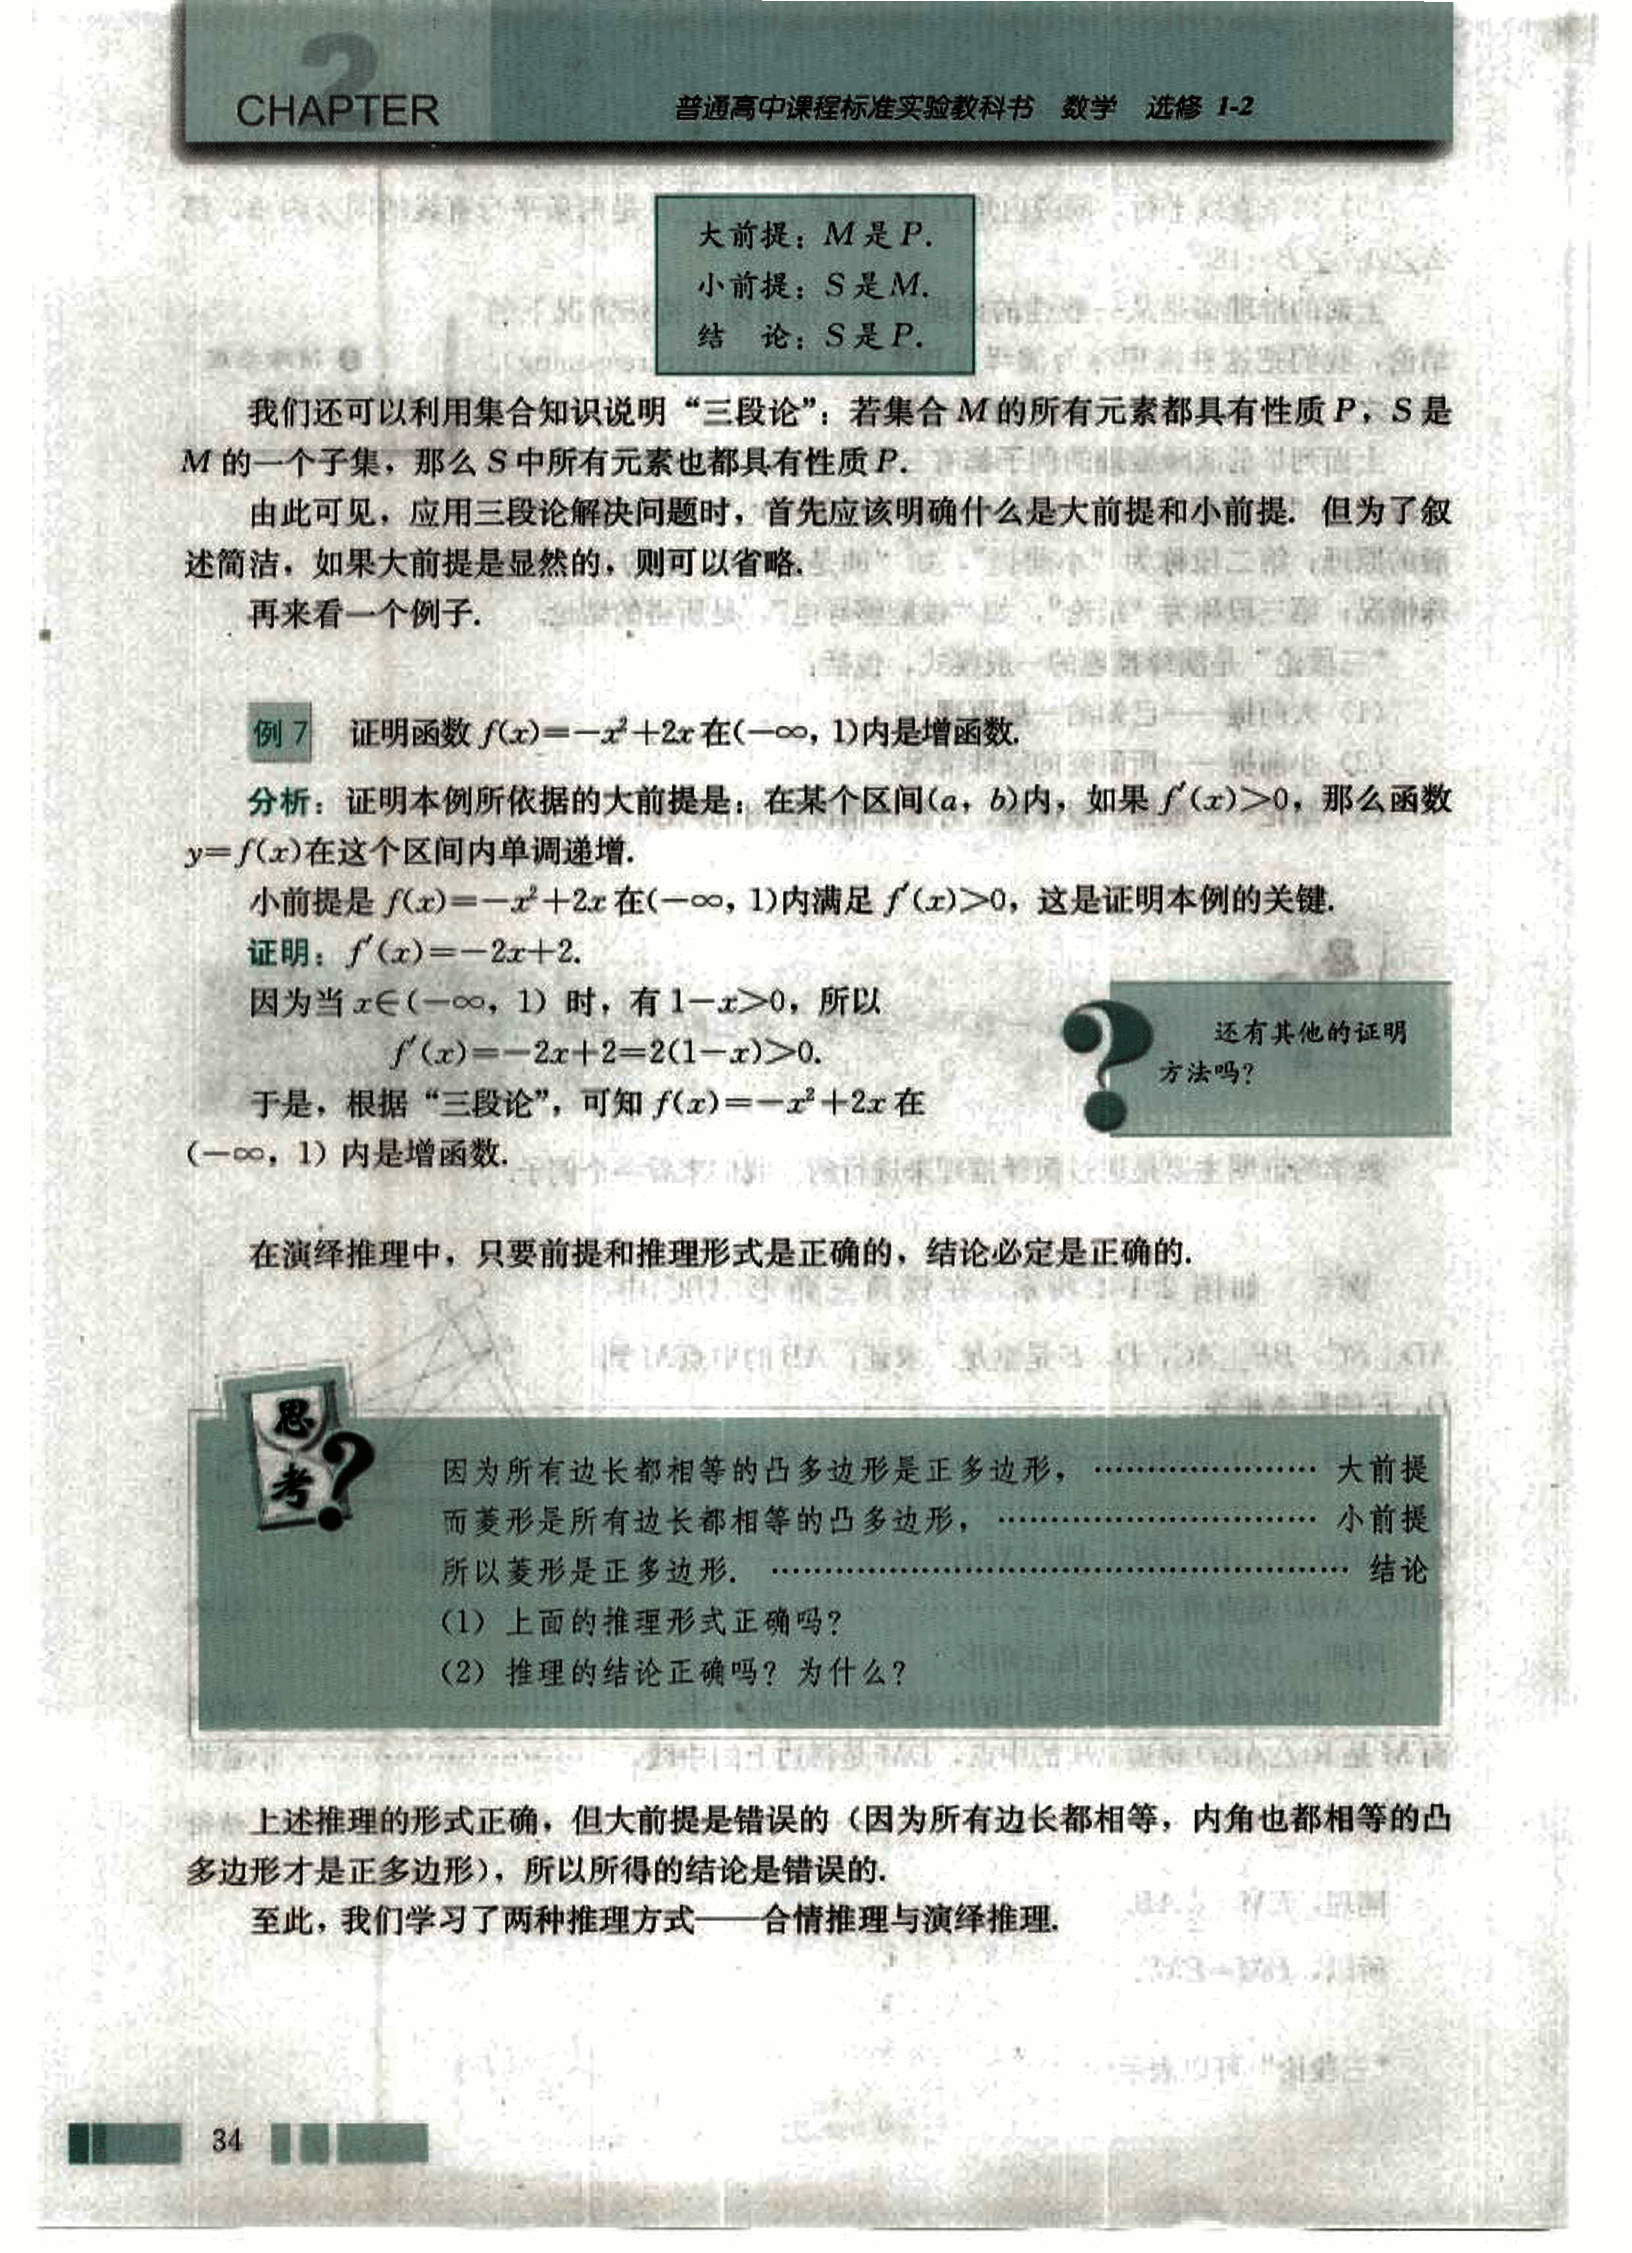 2
CHAPTER
普通高中课程标准实验教科书 数学 选修 1-2
大前提：M是P.
小前提：S是M.
结 论：S是P.
我们还可以利用集合知识说明“三段论”：若集合M的所有元素都具有性质P，S是
M的一个子集，那么S中所有元素也都具有性质P.
由此可见，应用三段论解决问题时，首先应该明确什么是大前提和小前提. 但为了叙
述简洁，如果大前提是显然的，则可以省略.
再来看一个例子.
例 7 证明函数 f(x)=-x²+2x在(-∞，1)内是增函数.
分析：证明本例所依据的大前提是：在某个区间(a，b)内，如果 f′(x)>0，那么函数
y=f(x)在这个区间内单调递增.
小前提是 f(x)=-x²+2x在(-∞，1)内满足 f′(x)>0，这是证明本例的关键.
证明：f′(x)=-2x+2.
因为当 x∈(-∞，1) 时，有 1-x>0，所以
f′(x)=-2x+2=2(1-x)>0.
于是，根据“三段论”，可知 f(x)=-x²+2x在
(-∞，1) 内是增函数.
? 还有其他的证明
方法吗？
在演绎推理中，只要前提和推理形式是正确的，结论必定是正确的.
思考?
因为所有边长都相等的凸多边形是正多边形，………………… 大前提
而菱形是所有边长都相等的凸多边形，………………………… 小前提
所以菱形是正多边形. ……………………………………………… 结论
(1) 上面的推理形式正确吗？
(2) 推理的结论正确吗？为什么？
上述推理的形式正确，但大前提是错误的（因为所有边长都相等，内角也都相等的凸
多边形才是正多边形），所以所得的结论是错误的.
至此，我们学习了两种推理方式——合情推理与演绎推理.
34